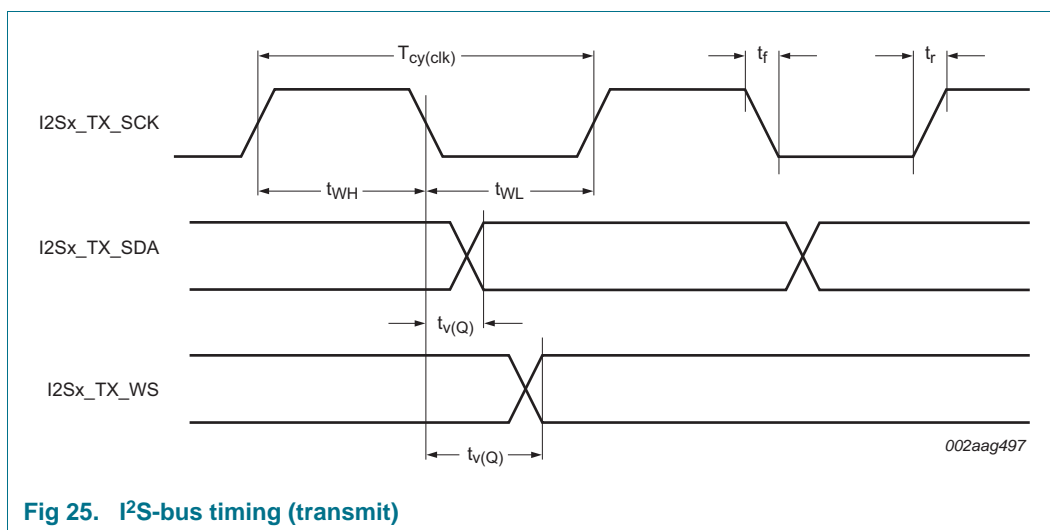 T_cy(clk)
t_f
t_r
I2Sx_TX_SCK
t_WH
t_WL
I2Sx_TX_SDA
t_v(Q)
I2Sx_TX_WS
t_v(Q)
002aag497
Fig 25. I²S-bus timing (transmit)